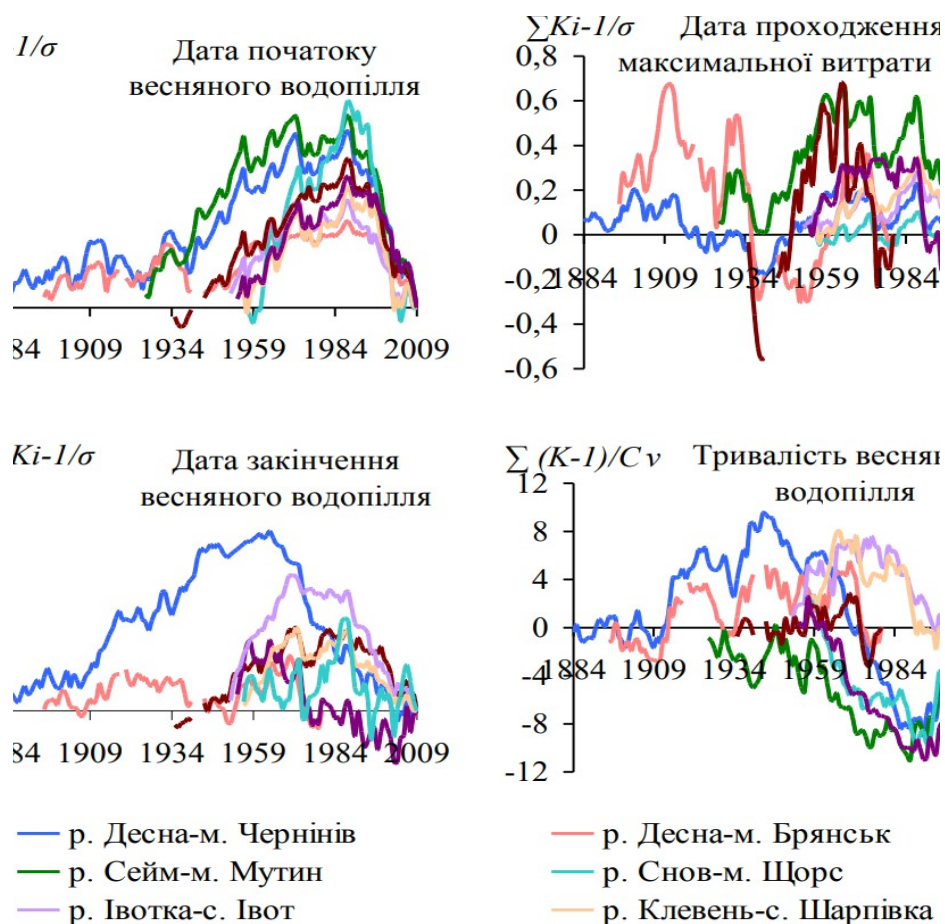 -1/σ
Дата початоку
весняного водопілля
84 1909 1934 1959 1984 2009
∑Ki-1/σ
Дата проходження
максимальної витрати
0,8
0,6
0,4
0,2
0
-0,2
-0,4
-0,6
1884 1909 1934 1959 1984
Ki-1/σ
Дата закінчення
весняного водопілля
84 1909 1934 1959 1984 2009
∑ (K-1)/C v
Тривалість веснян
водопілля
12
8
4
0
-4
-8
-12
1884 1909 1934 1959 1984
р. Десна-м. Чернінів
р. Десна-м. Брянськ
р. Сейм-м. Мутин
р. Снов-м. Щорс
р. Івотка-с. Івот
р. Клевень-с. Шарпівка